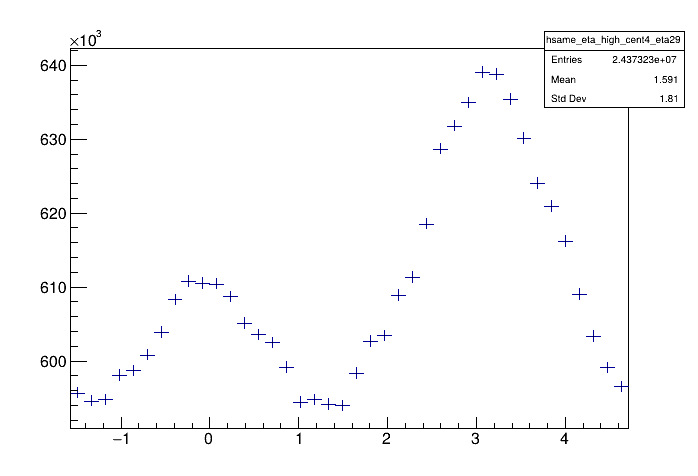 ×10³
hsame_eta_high_cent4_eta29
Entries 2.437323e+07
Mean 1.591
Std Dev 1.81
640
630
620
610
600
−1 0 1 2 3 4